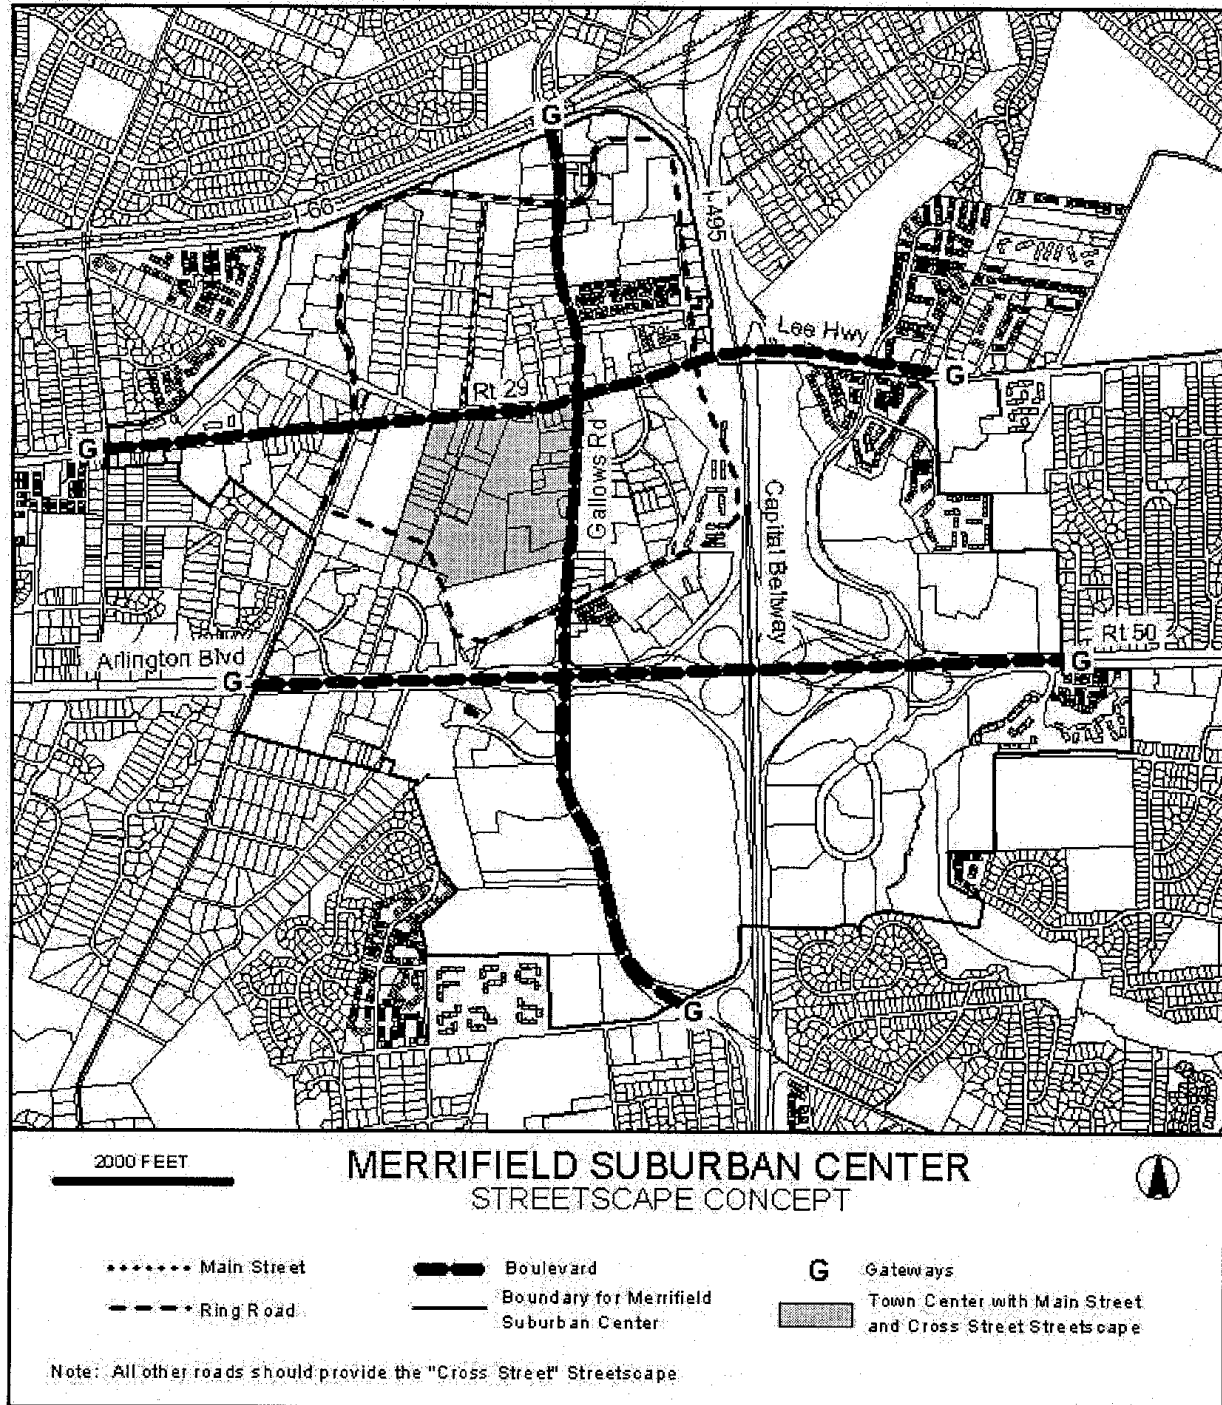 G
I-66
I-495
Lee Hwy
G
Rt 29
G
Gallows Rd
Capital Beltway
Rt 50
G
Arlington Blvd
G
G
2000 FEET
MERRIFIELD SUBURBAN CENTER
STREETSCAPE CONCEPT
Main Street
Boulevard
G Gateways
Ring Road
Boundary for Merrifield
Suburban Center
Town Center with Main Street
and Cross Street Streetscape
Note: All other roads should provide the "Cross Street" Streetscape